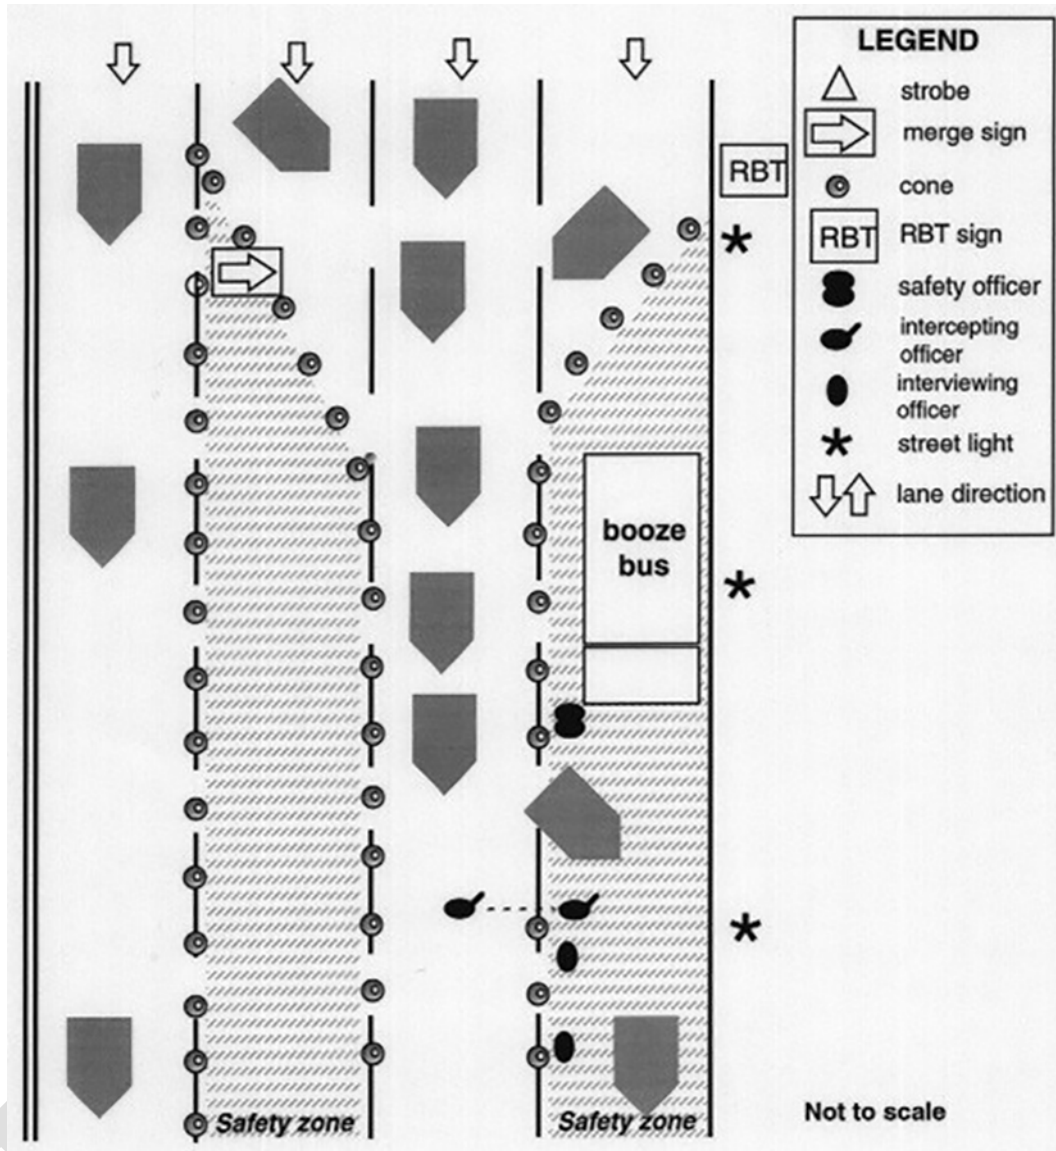 RBT
LEGEND
strobe
merge sign
cone
RBT
RBT sign
safety officer
intercepting
officer
interviewing
officer
street light
lane direction
booze
bus
Safety zone
Safety zone
Not to scale